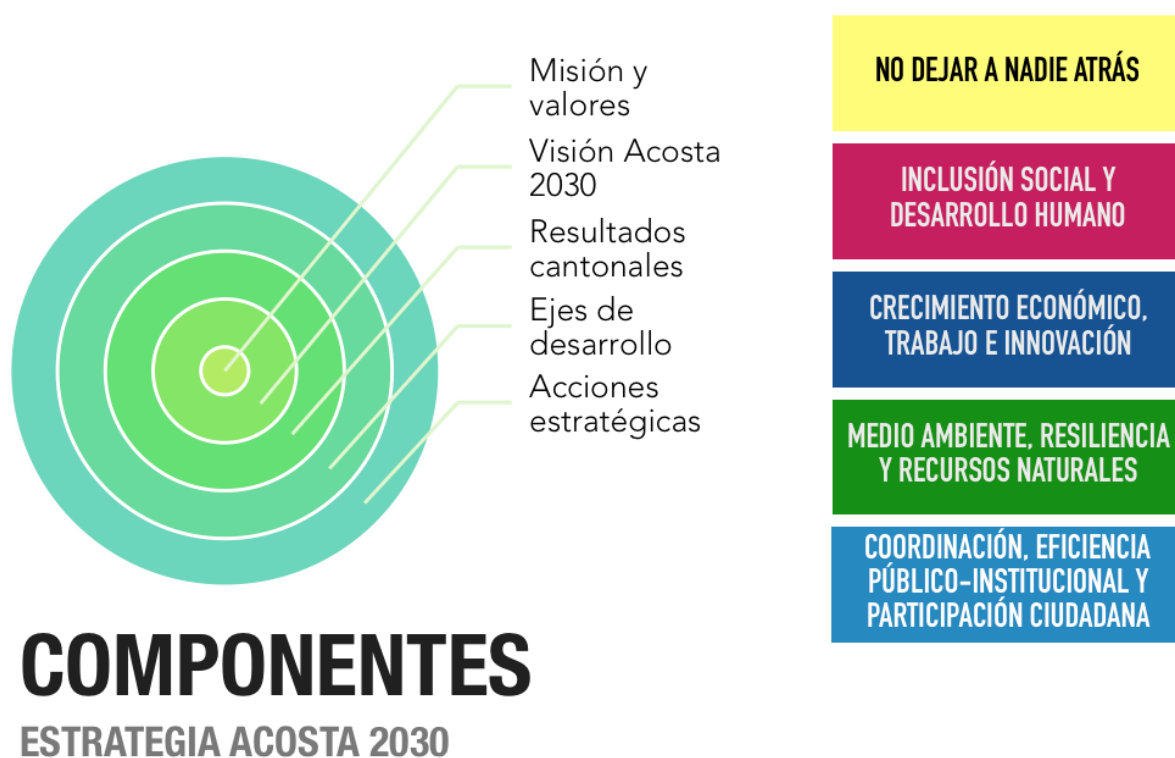 Misión y
valores
Visión Acosta
2030
Resultados
cantonales
Ejes de
desarrollo
Acciones
estratégicas
COMPONENTES
ESTRATEGIA ACOSTA 2030
NO DEJAR A NADIE ATRÁS
INCLUSIÓN SOCIAL Y
DESARROLLO HUMANO
CRECIMIENTO ECONÓMICO,
TRABAJO E INNOVACIÓN
MEDIO AMBIENTE, RESILIENCIA
Y RECURSOS NATURALES
COORDINACIÓN, EFICIENCIA
PÚBLICO-INSTITUCIONAL Y
PARTICIPACIÓN CIUDADANA